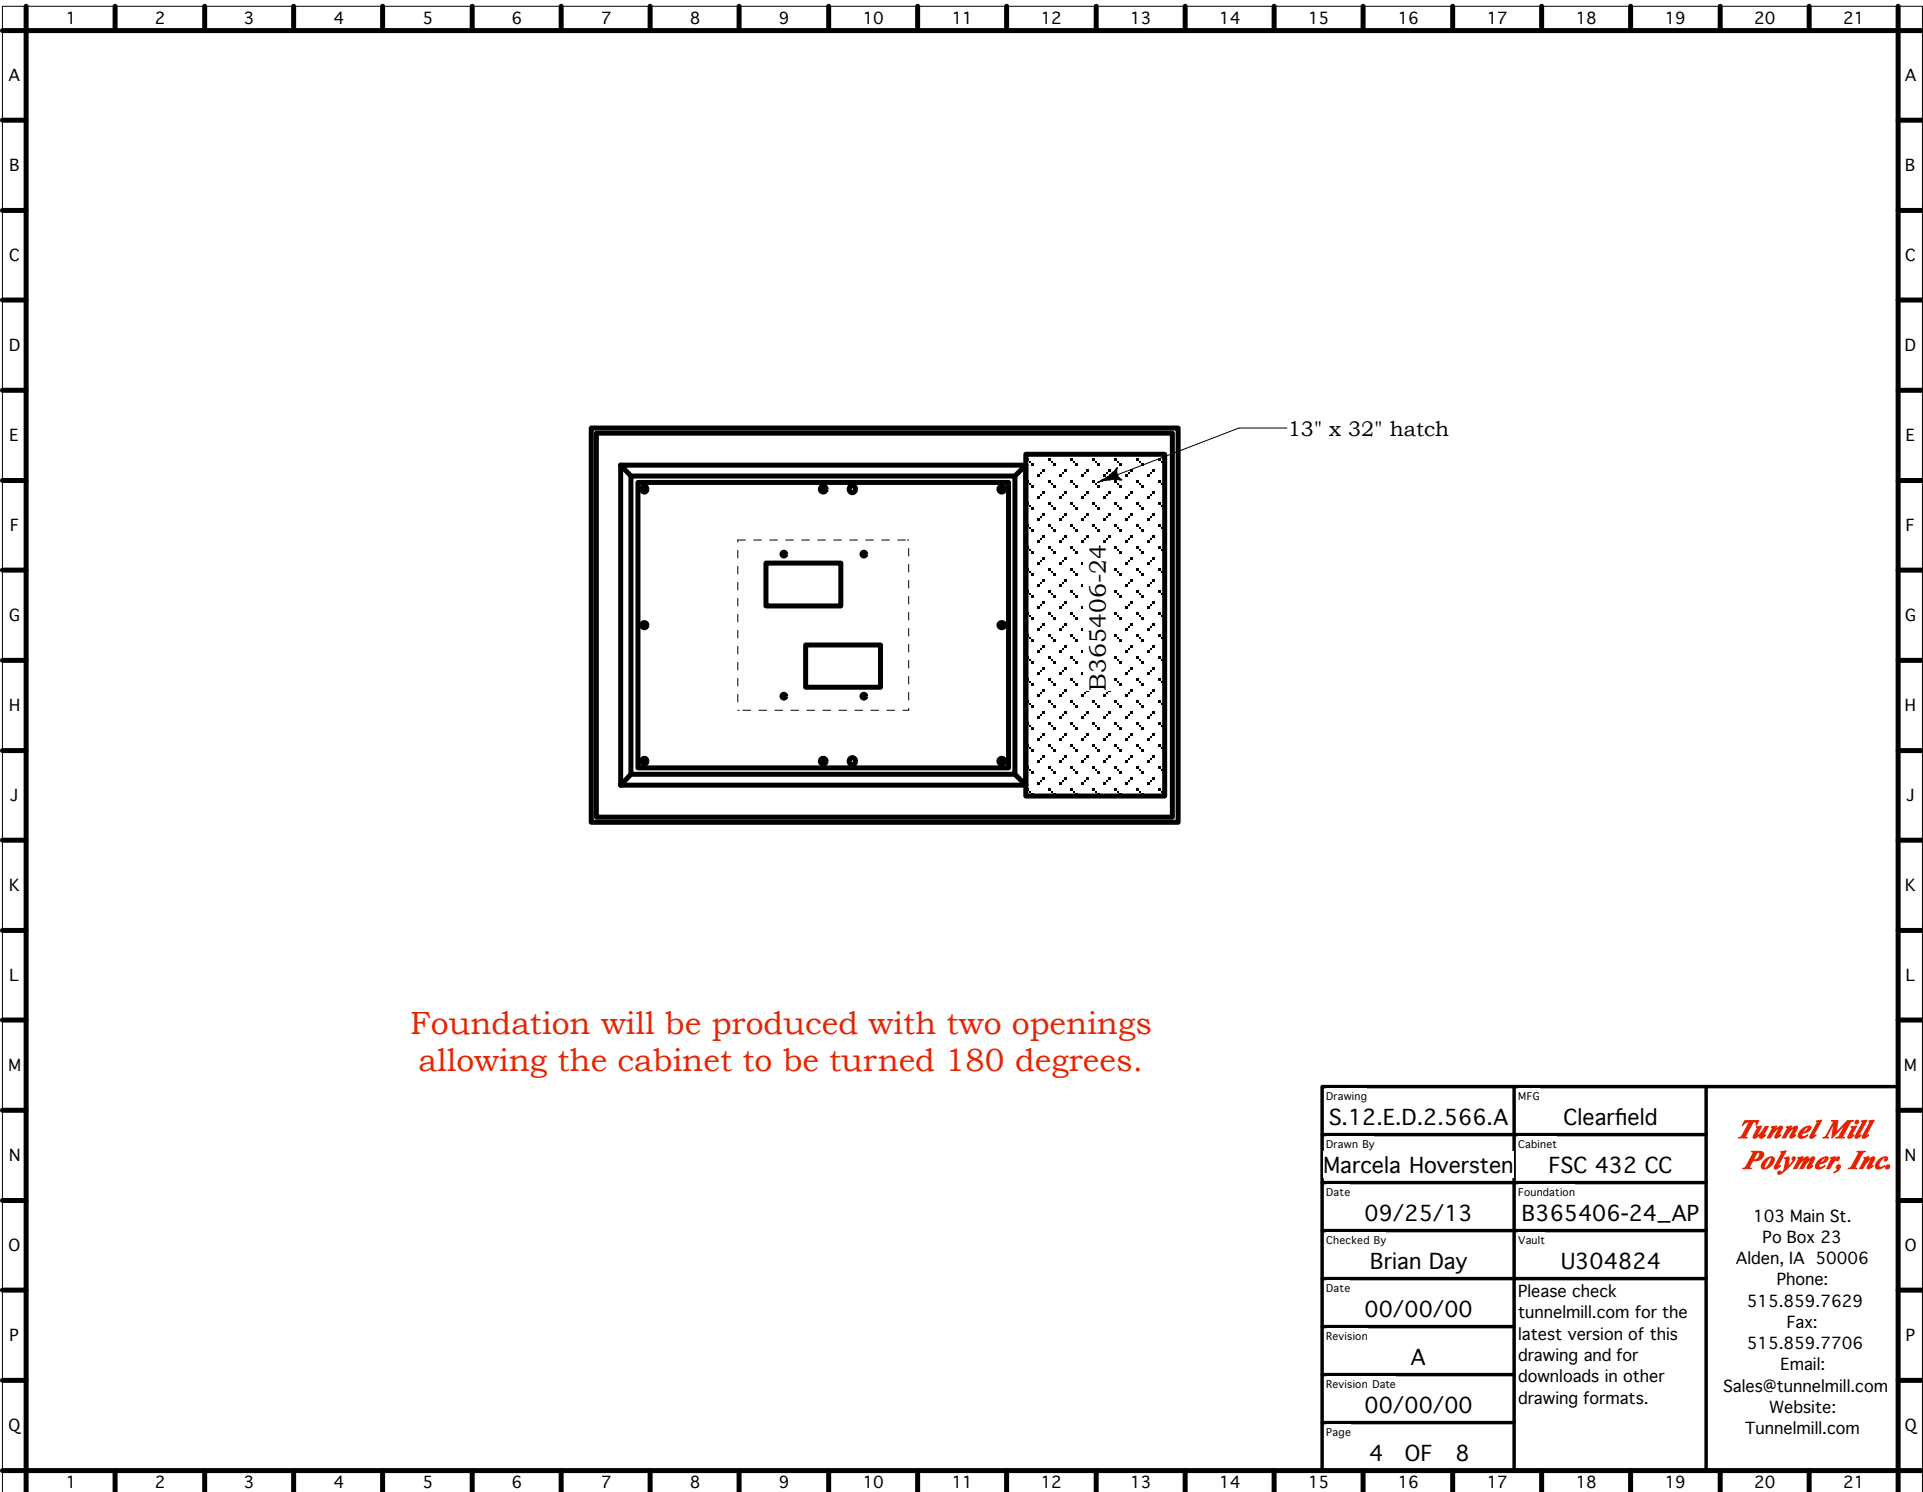 1 2 3 4 5 6 7 8 9 10 11 12 13 14 15 16 17 18 19 20 21
A A
B B
C C
D D
E E
F F
G G
H H
J J
K K
L L
M M
N N
O O
P P
Q Q
13" x 32" hatch
B365406-24
Foundation will be produced with two openings
allowing the cabinet to be turned 180 degrees.
Drawing
S.12.E.D.2.566.A
MFG
Clearfield
Drawn By
Marcela Hoversten
Cabinet
FSC 432 CC
Date
09/25/13
Foundation
B365406-24_AP
Checked By
Brian Day
Vault
U304824
Date
00/00/00
Revision
A
Revision Date
00/00/00
Page
4 OF 8
Please check
tunnelmill.com for the
latest version of this
drawing and for
downloads in other
drawing formats.
Tunnel Mill
Polymer, Inc.
103 Main St.
Po Box 23
Alden, IA 50006
Phone:
515.859.7629
Fax:
515.859.7706
Email:
Sales@tunnelmill.com
Website:
Tunnelmill.com
1 2 3 4 5 6 7 8 9 10 11 12 13 14 15 16 17 18 19 20 21